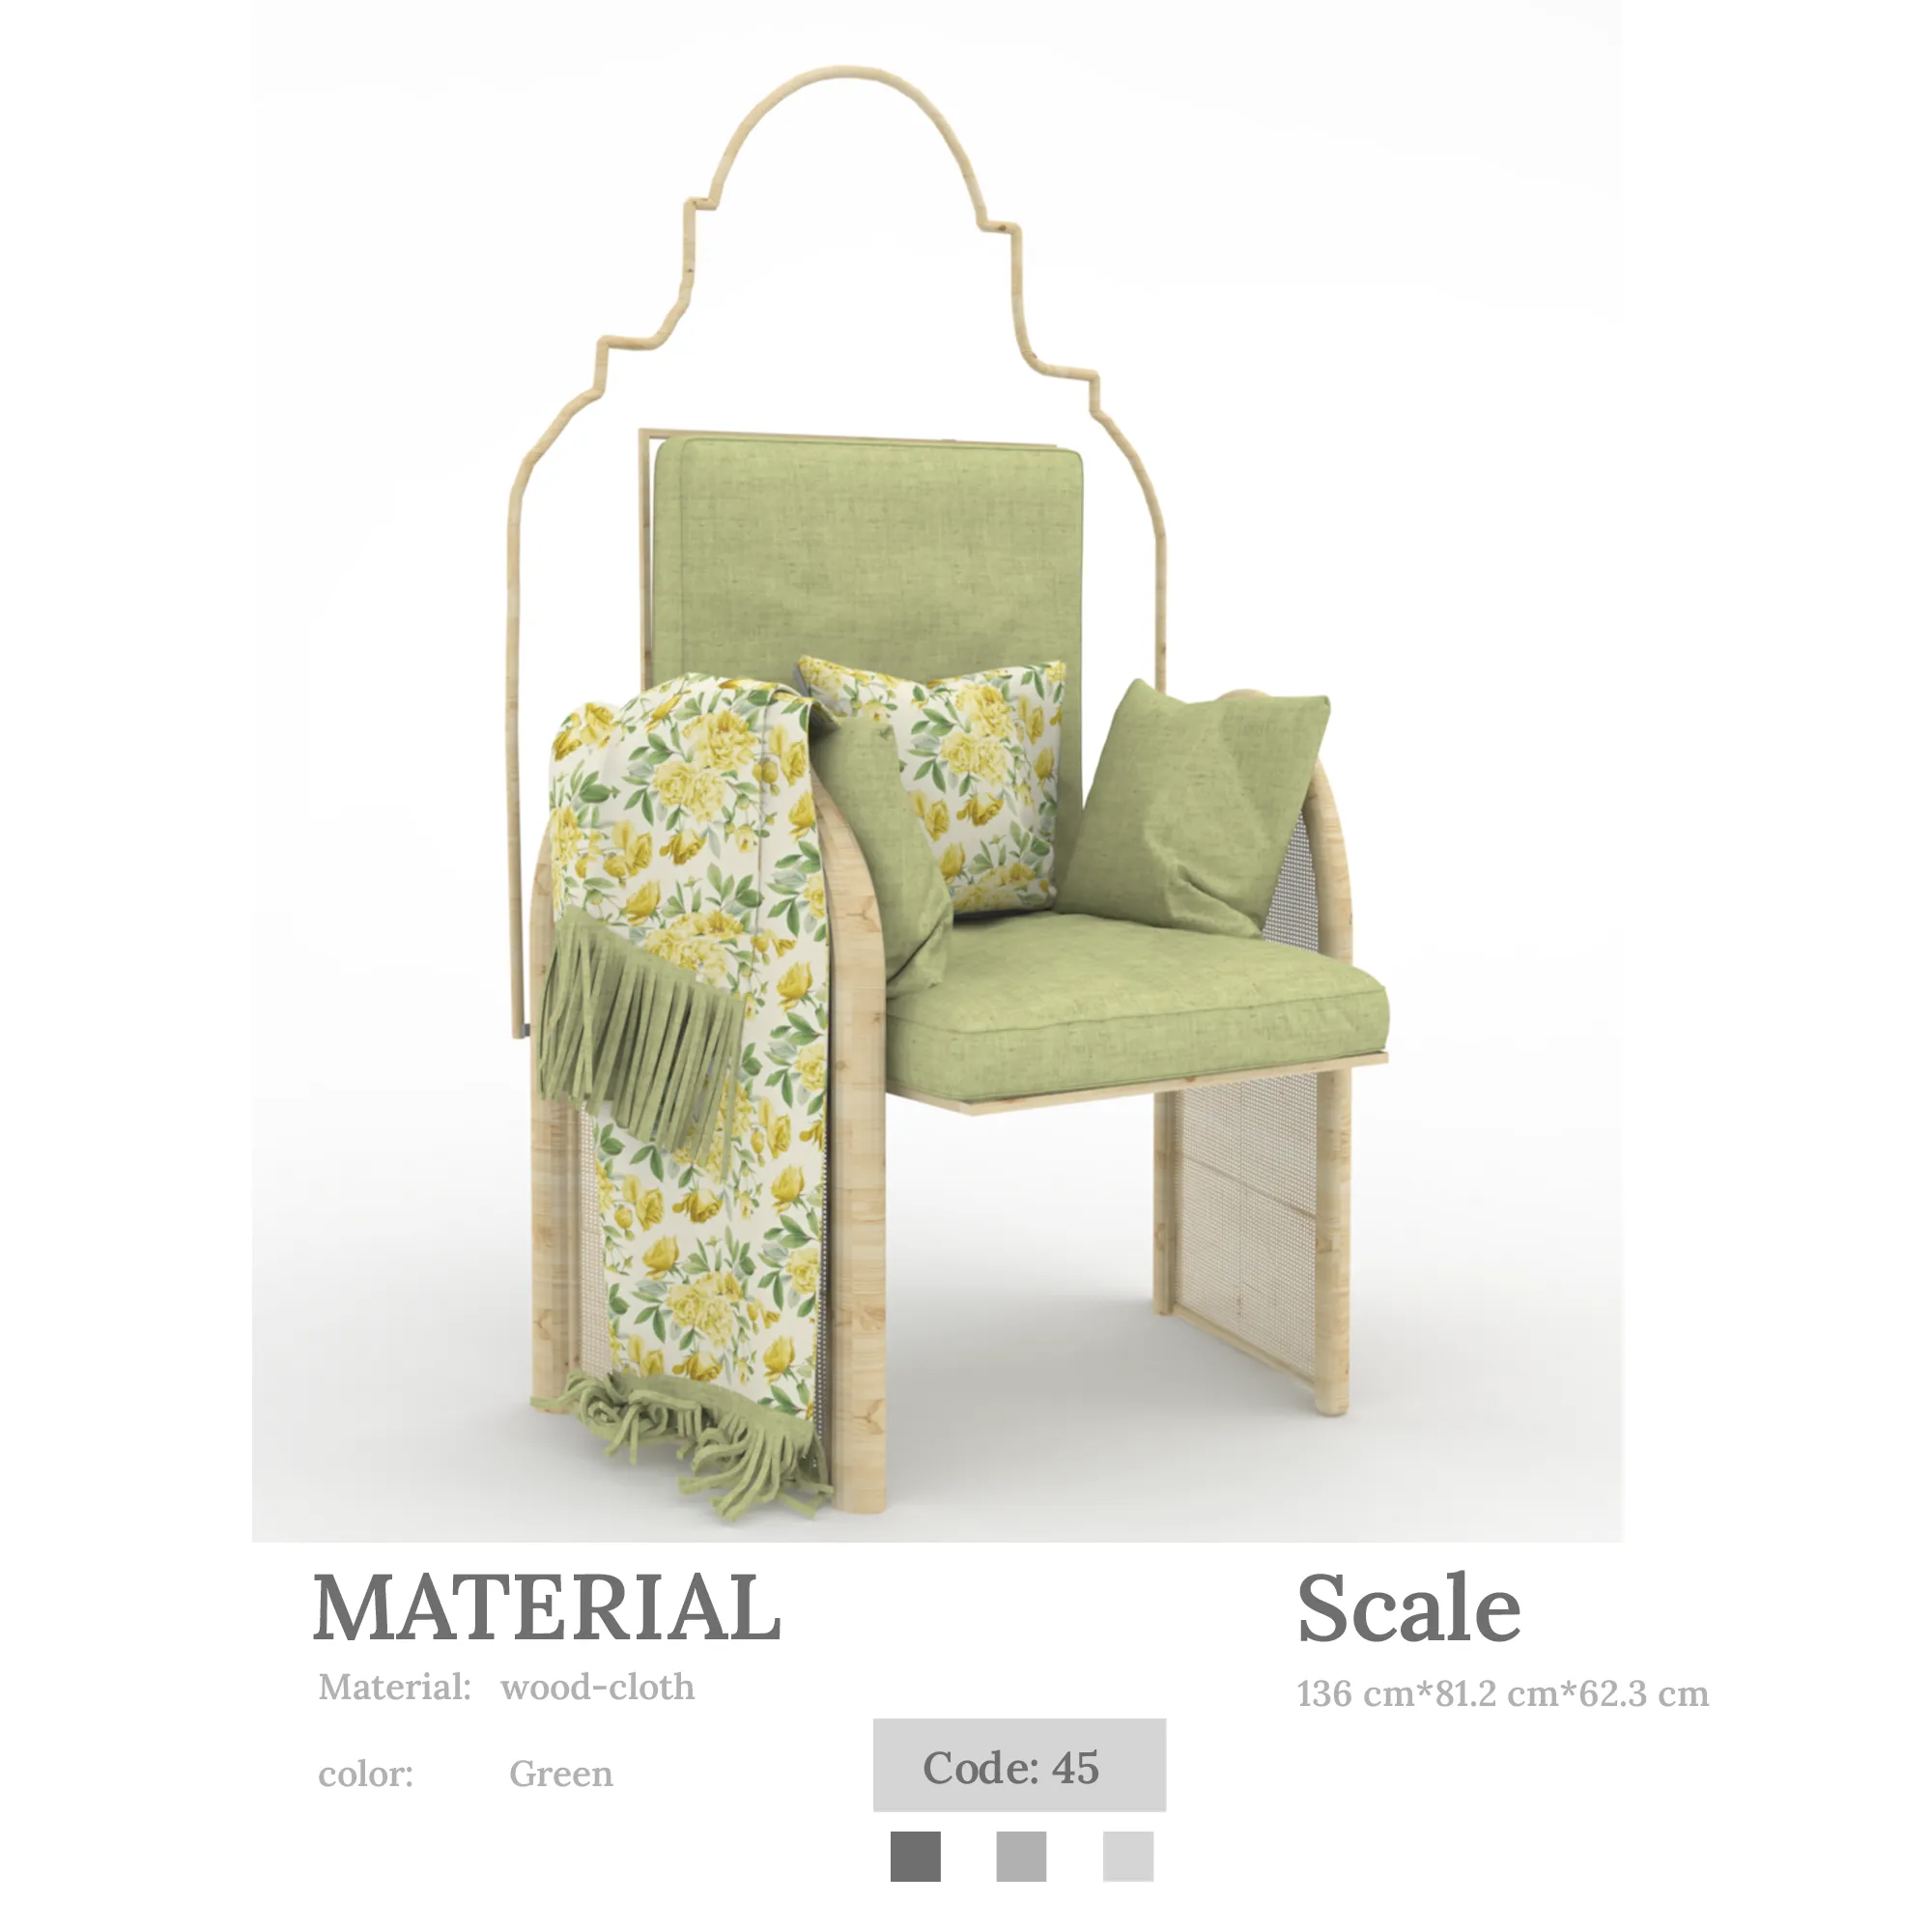 MATERIAL
Material: wood-cloth
color: Green
Scale
136 cm*81.2 cm*62.3 cm
Code: 45